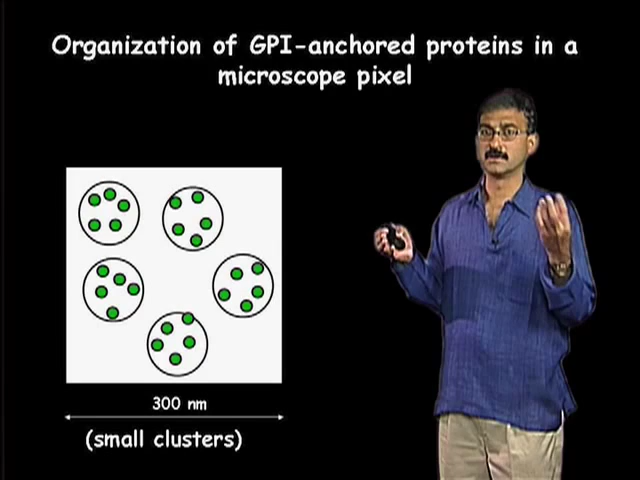 Organization of GPI-anchored proteins in a
microscope pixel
300 nm
(small clusters)